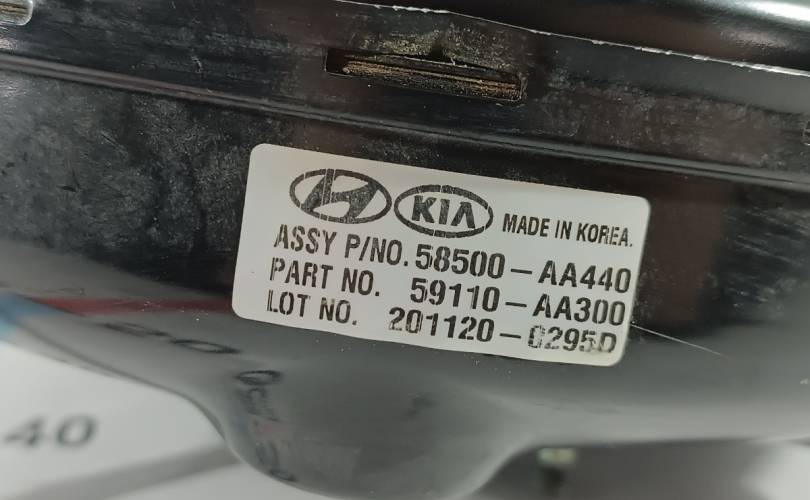 KIA MADE IN KOREA.
ASSY P/NO. 58500-AA440
PART NO. 59110-AA300
LOT NO. 201120-0295D
40